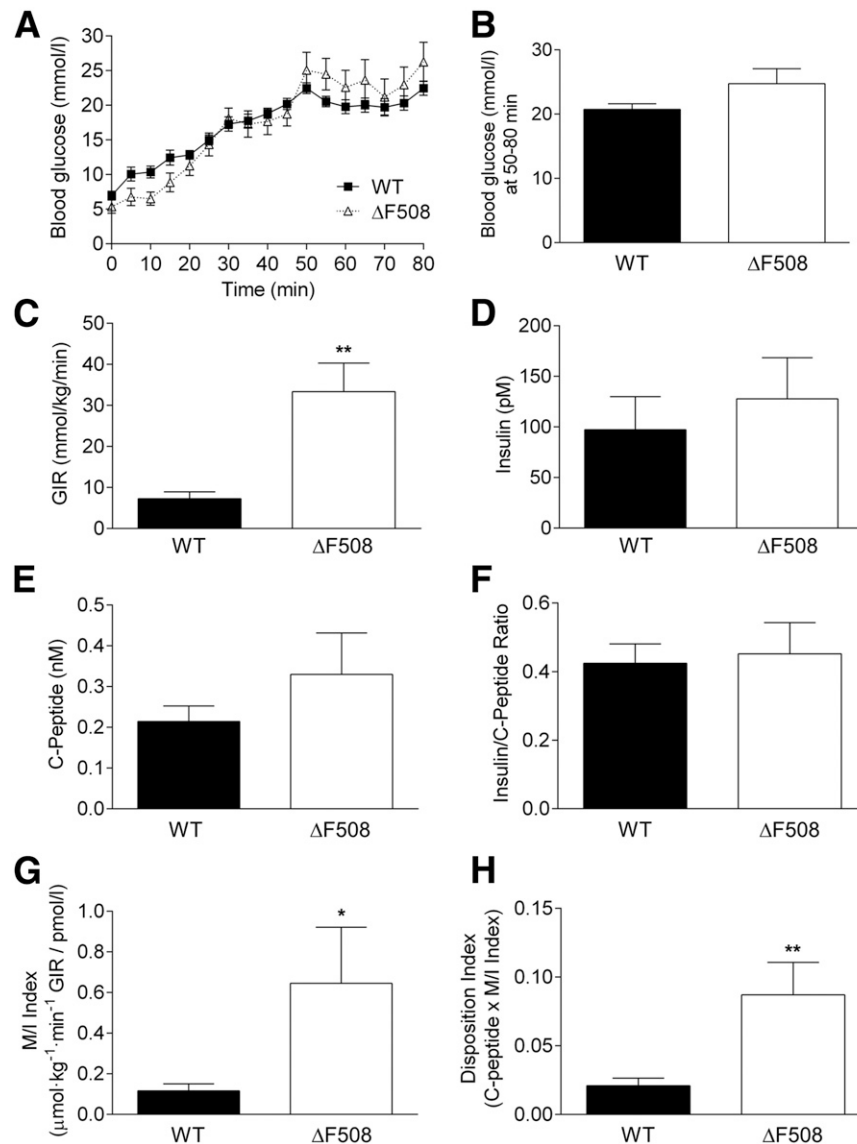 A
Blood glucose (mmol/l)
30
25
20
15
10
5
0
WT
ΔF508
0 10 20 30 40 50 60 70 80
Time (min)
B
Blood glucose (mmol/l)
at 50-80 min
30
20
10
0
WT ΔF508
C
GIR (mmol/kg/min)
50
40
30
20
10
0
**
WT ΔF508
D
Insulin (pM)
200
150
100
50
0
WT ΔF508
E
C-Peptide (nM)
0.5
0.4
0.3
0.2
0.1
0.0
WT ΔF508
F
Insulin/C-Peptide Ratio
0.6
0.4
0.2
0.0
WT ΔF508
G
M/I Index
(μmol·kg⁻¹·min⁻¹ GIR / pmol/l)
1.0
0.8
0.6
0.4
0.2
0.0
*
WT ΔF508
H
Disposition Index
(C-peptide x M/I Index)
0.15
0.10
0.05
0.00
**
WT ΔF508